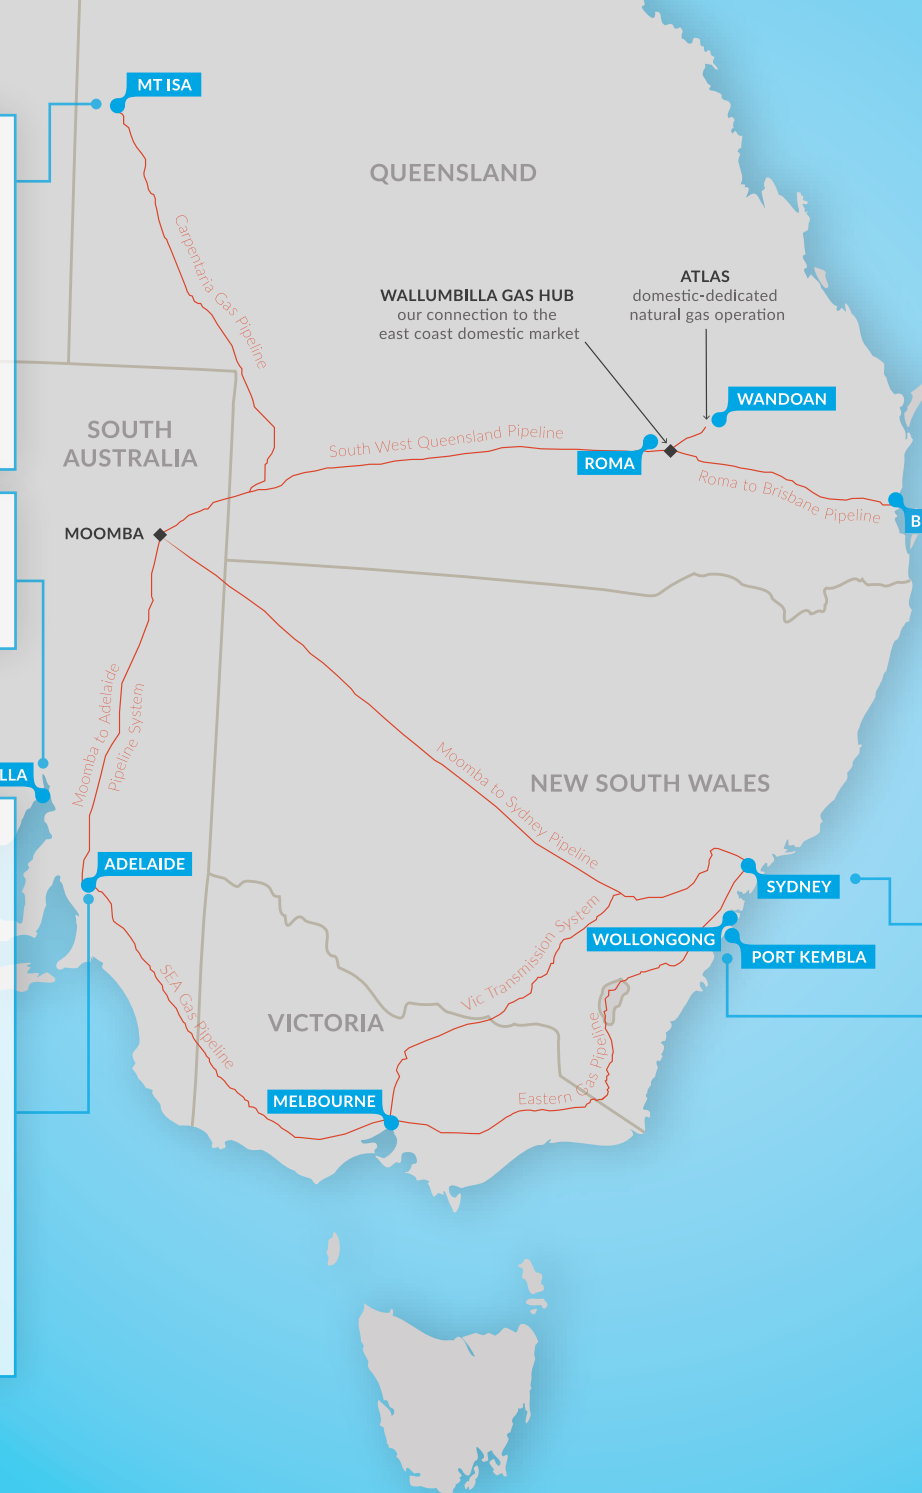 MT ISA
QUEENSLAND
Carpentaria Gas Pipeline
WALLUMBILLA GAS HUB
our connection to the
east coast domestic market
ATLAS
domestic-dedicated
natural gas operation
WANDOAN
SOUTH
AUSTRALIA
South West Queensland Pipeline
ROMA
Roma to Brisbane Pipeline
B
MOOMBA
Moomba to Adelaide
Pipeline System
Moomba to Sydney Pipeline
NEW SOUTH WALES
LLA
ADELAIDE
SYDNEY
Vic Transmission System
WOLLONGONG
PORT KEMBLA
SEA Gas Pipeline
VICTORIA
Eastern Gas Pipeline
MELBOURNE